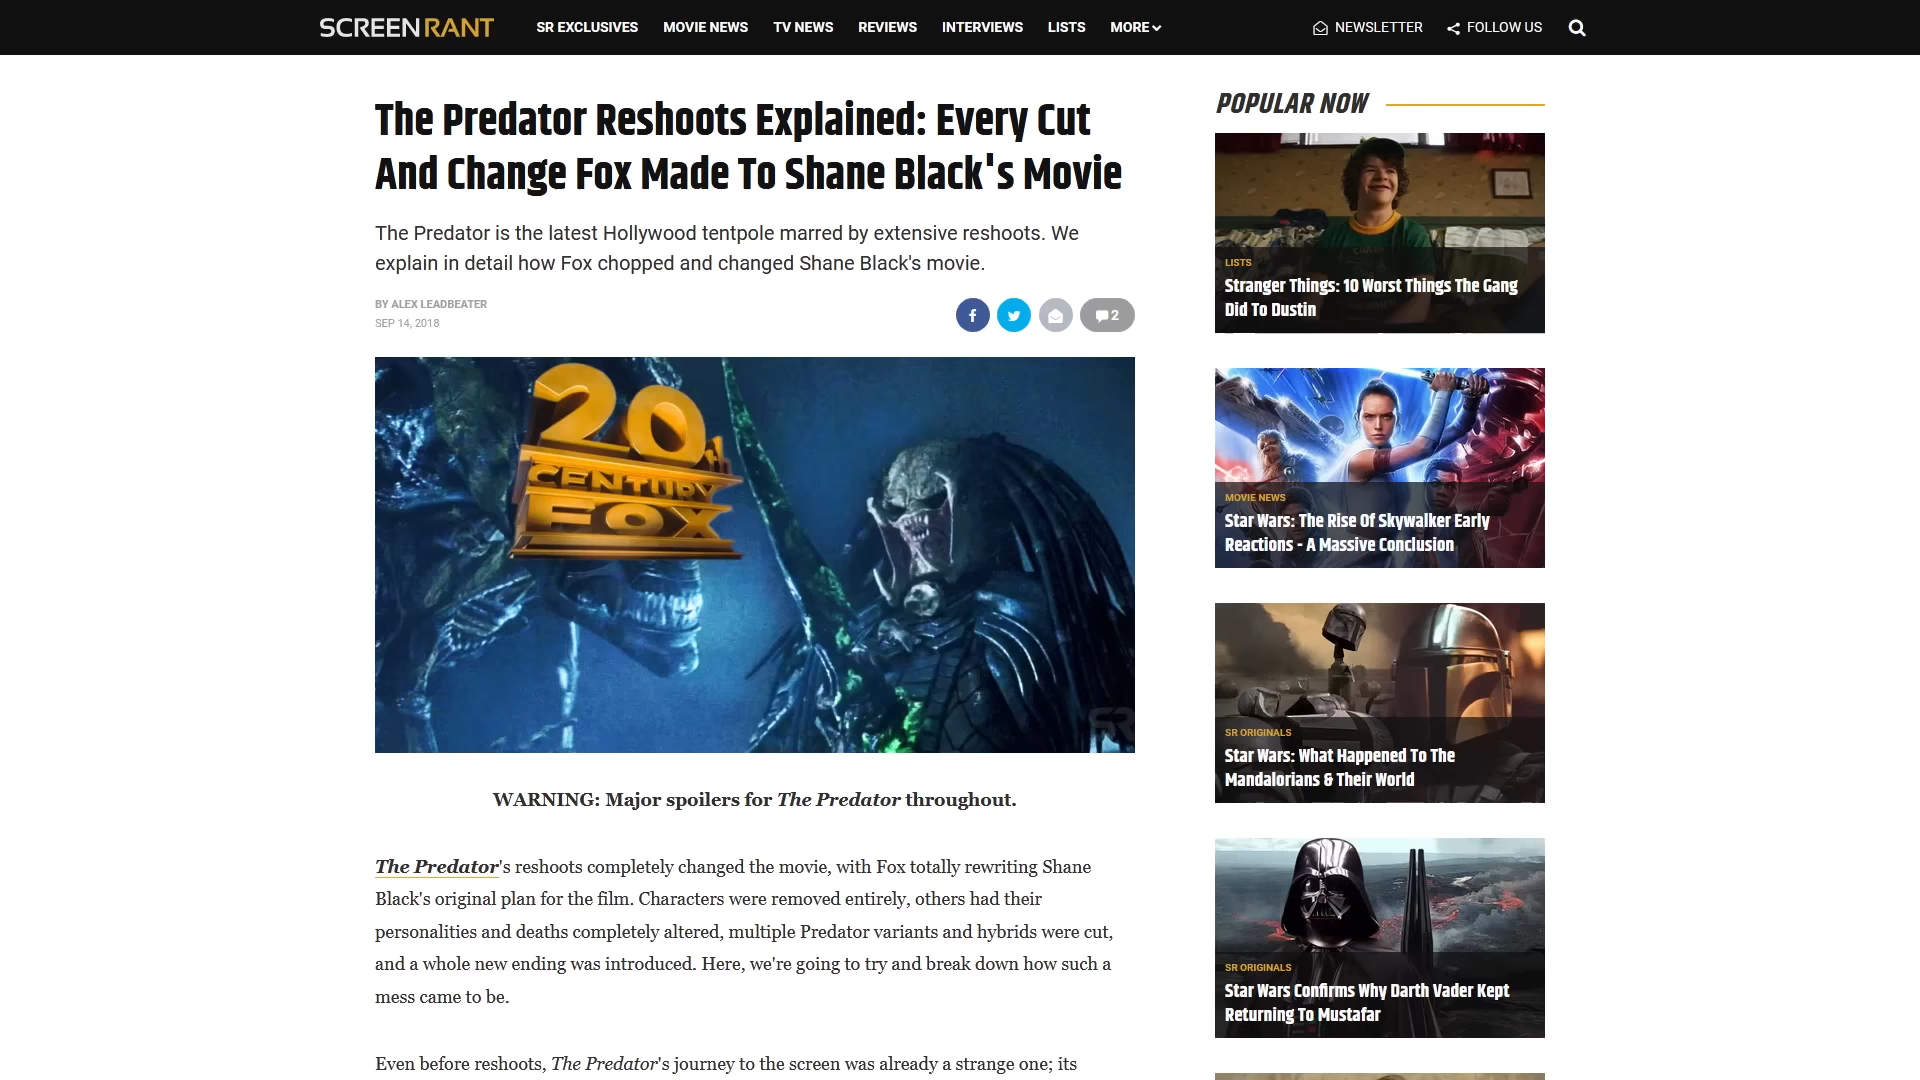 SCREENRANT
SR EXCLUSIVES MOVIE NEWS TV NEWS REVIEWS INTERVIEWS LISTS MORE
NEWSLETTER FOLLOW US
The Predator Reshoots Explained: Every Cut
And Change Fox Made To Shane Black's Movie
The Predator is the latest Hollywood tentpole marred by extensive reshoots. We
explain in detail how Fox chopped and changed Shane Black's movie.
BY ALEX LEADBEATER
SEP 14, 2018
2
20th
CENTURY
FOX
SR
WARNING: Major spoilers for The Predator throughout.
The Predator's reshoots completely changed the movie, with Fox totally rewriting Shane
Black's original plan for the film. Characters were removed entirely, others had their
personalities and deaths completely altered, multiple Predator variants and hybrids were cut,
and a whole new ending was introduced. Here, we're going to try and break down how such a
mess came to be.
Even before reshoots, The Predator's journey to the screen was already a strange one; its
POPULAR NOW
LISTS
Stranger Things: 10 Worst Things The Gang
Did To Dustin
MOVIE NEWS
Star Wars: The Rise Of Skywalker Early
Reactions - A Massive Conclusion
SR ORIGINALS
Star Wars: What Happened To The
Mandalorians & Their World
SR ORIGINALS
Star Wars Confirms Why Darth Vader Kept
Returning To Mustafar